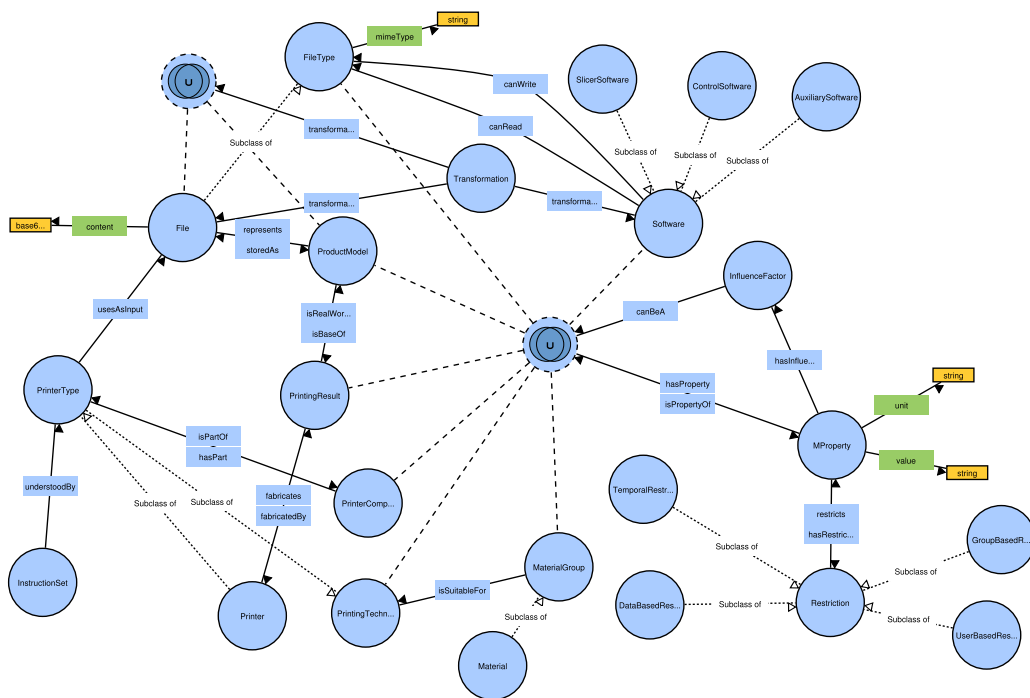 string
mimeType
FileType
SlicerSoftware
ControlSoftware
AuxiliarySoftware
∪
canWrite
canRead
transforma...
Subclass of
Subclass of
Subclass of
Subclass of
Transformation
transforma...
transforma...
base6...
content
File
represents
storedAs
ProductModel
Software
InfluenceFactor
usesAsInput
isRealWor...
isBaseOf
canBeA
∪
hasInflue...
string
PrinterType
PrintingResult
hasProperty
isPropertyOf
unit
MProperty
value
string
isPartOf
hasPart
understoodBy
Subclass of
Subclass of
fabricates
fabricatedBy
PrinterComp...
TemporalRestr...
restricts
hasRestric...
GroupBasedR...
Subclass of
Subclass of
InstructionSet
Printer
PrintingTechn...
isSuitableFor
MaterialGroup
Subclass of
Material
DataBasedRes...
Subclass of
Restriction
Subclass of
UserBasedRes...